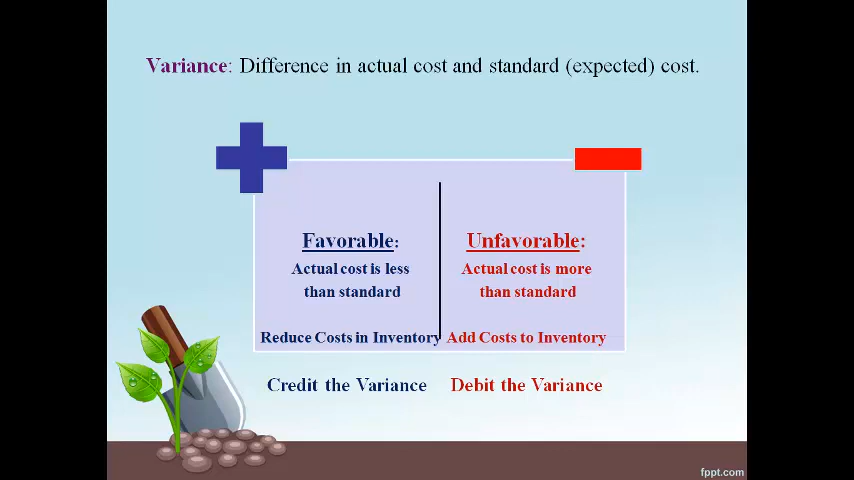 Variance: Difference in actual cost and standard (expected) cost.
Favorable:
Actual cost is less
than standard
Reduce Costs in Inventory
Credit the Variance
Unfavorable:
Actual cost is more
than standard
Add Costs to Inventory
Debit the Variance
fppt.com